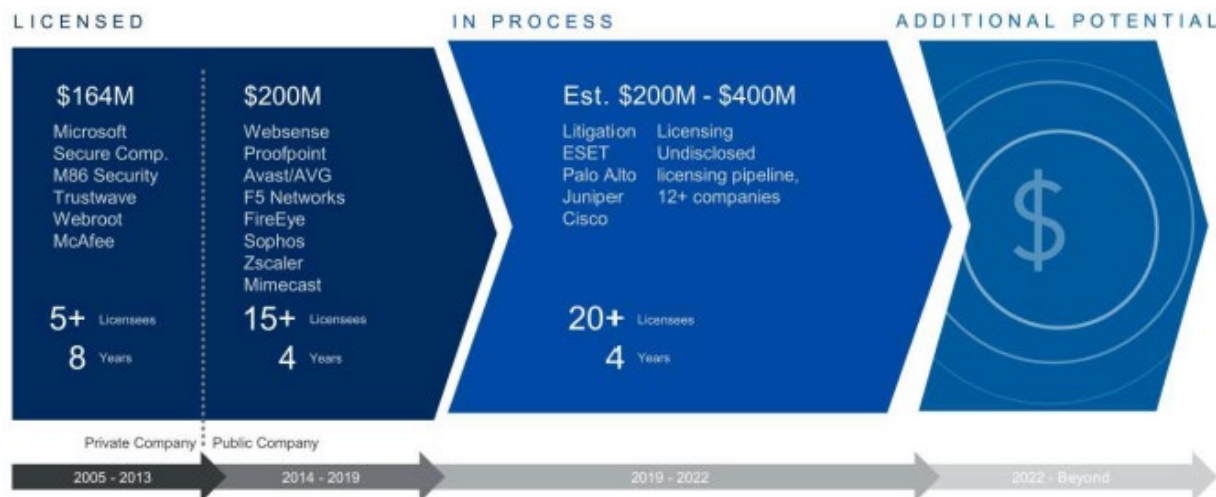 LICENSED
IN PROCESS
ADDITIONAL POTENTIAL
$164M
Microsoft
Secure Comp.
M86 Security
Trustwave
Webroot
McAfee
5+ Licensees
8 Years
$200M
Websense
Proofpoint
Avast/AVG
F5 Networks
FireEye
Sophos
Zscaler
Mimecast
15+ Licensees
4 Years
Est. $200M - $400M
Litigation
ESET
Palo Alto
Juniper
Cisco
Licensing
Undisclosed
licensing pipeline,
12+ companies
20+ Licensees
4 Years
$
Private Company
Public Company
2005 - 2013
2014 - 2019
2019 - 2022
2022 - Beyond